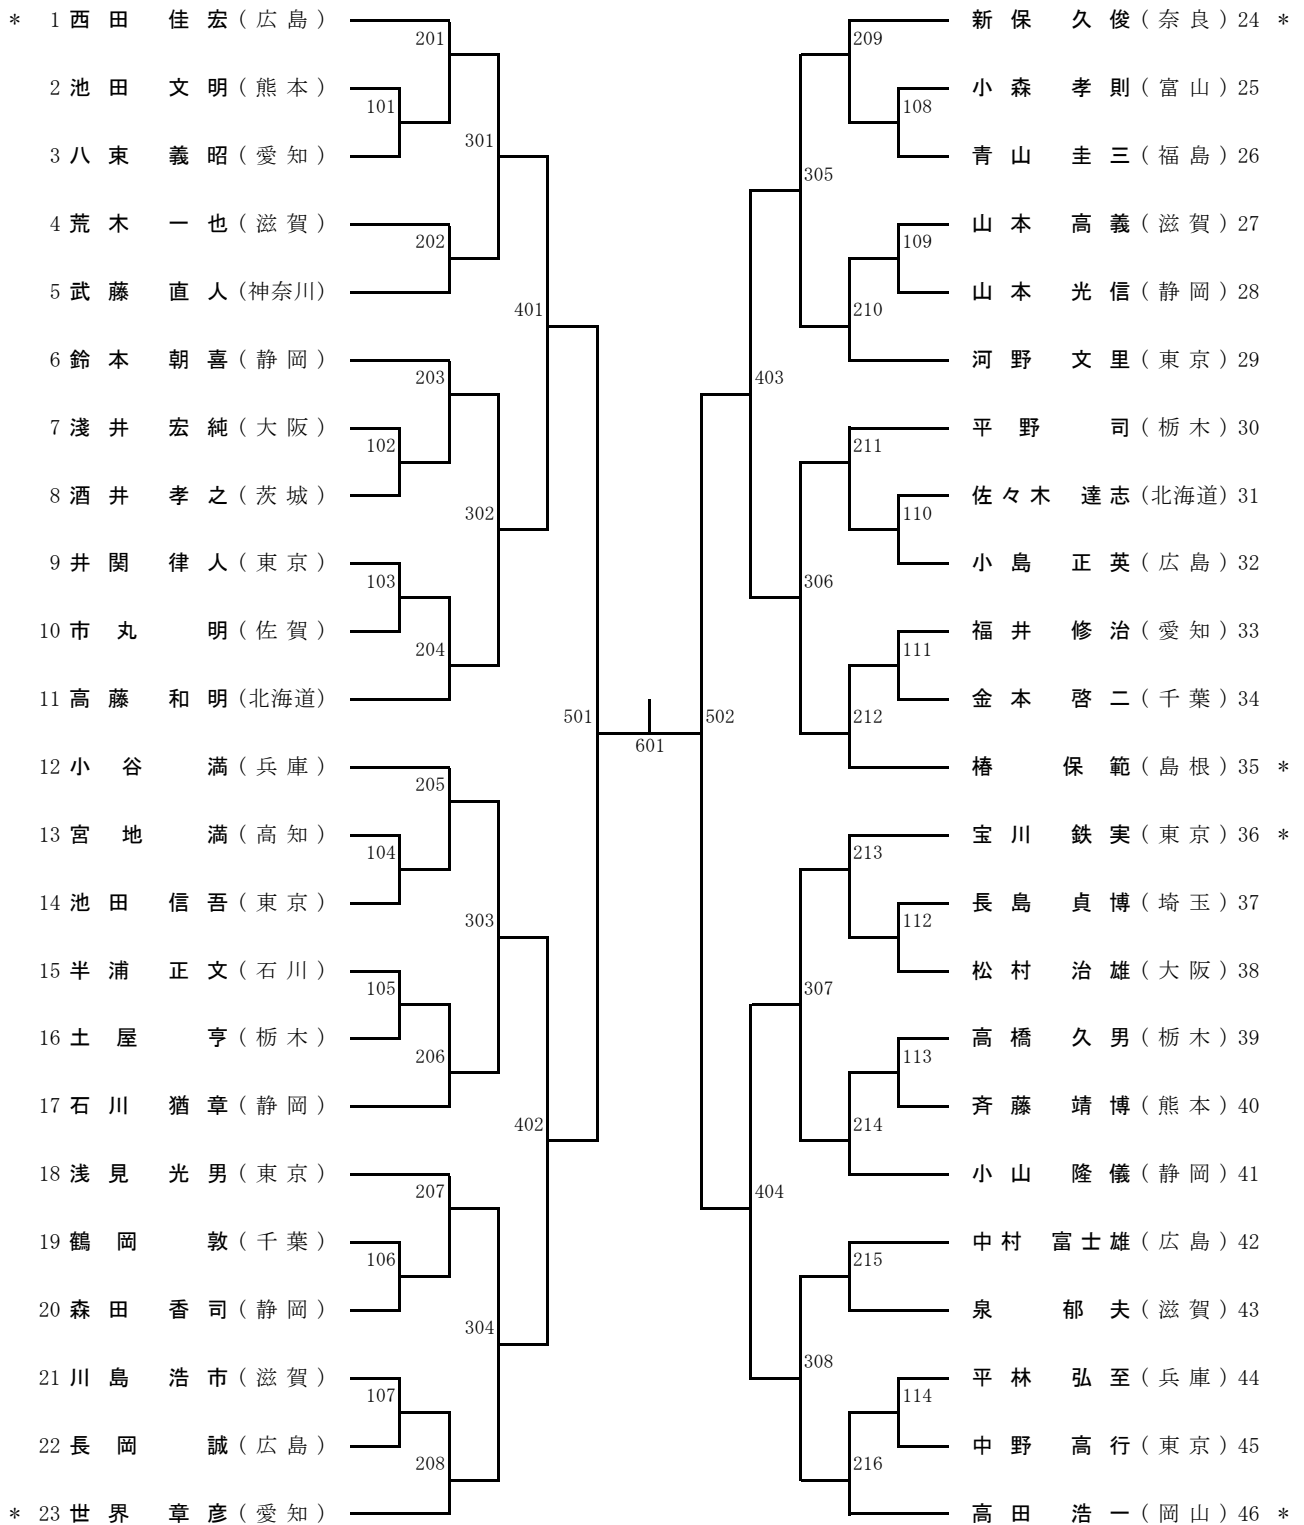 * 1 西田 佳宏 (広島)
201
2 池田 文明 (熊本)
101
3 八束 義昭 (愛知)
301
4 荒木 一也 (滋賀)
202
5 武藤 直人 (神奈川)
401
6 鈴本 朝喜 (静岡)
203
7 淺井 宏純 (大阪)
102
8 酒井 孝之 (茨城)
302
9 井関 律人 (東京)
103
10 市丸 明 (佐賀)
204
11 高藤 和明 (北海道)
501
12 小谷 満 (兵庫)
205
13 宮地 満 (高知)
104
14 池田 信吾 (東京)
303
15 半浦 正文 (石川)
105
16 土屋 亨 (栃木)
206
17 石川 猶章 (静岡)
402
18 浅見 光男 (東京)
207
19 鶴岡 敦 (千葉)
106
20 森田 香司 (静岡)
304
21 川島 浩市 (滋賀)
107
22 長岡 誠 (広島)
208
* 23 世界 章彦 (愛知)
601
新保 久俊 (奈良) 24 *
209
小森 孝則 (富山) 25
108
青山 圭三 (福島) 26
305
山本 高義 (滋賀) 27
109
山本 光信 (静岡) 28
210
河野 文里 (東京) 29
403
平野 司 (栃木) 30
211
佐々木 達志 (北海道) 31
110
小島 正英 (広島) 32
306
福井 修治 (愛知) 33
111
金本 啓二 (千葉) 34
212
502
椿 保範 (島根) 35 *
宝川 鉄実 (東京) 36 *
213
長島 貞博 (埼玉) 37
112
松村 治雄 (大阪) 38
307
高橋 久男 (栃木) 39
113
斉藤 靖博 (熊本) 40
214
小山 隆儀 (静岡) 41
404
中村 富士雄 (広島) 42
215
泉 郁夫 (滋賀) 43
308
平林 弘至 (兵庫) 44
114
中野 高行 (東京) 45
216
高田 浩一 (岡山) 46 *